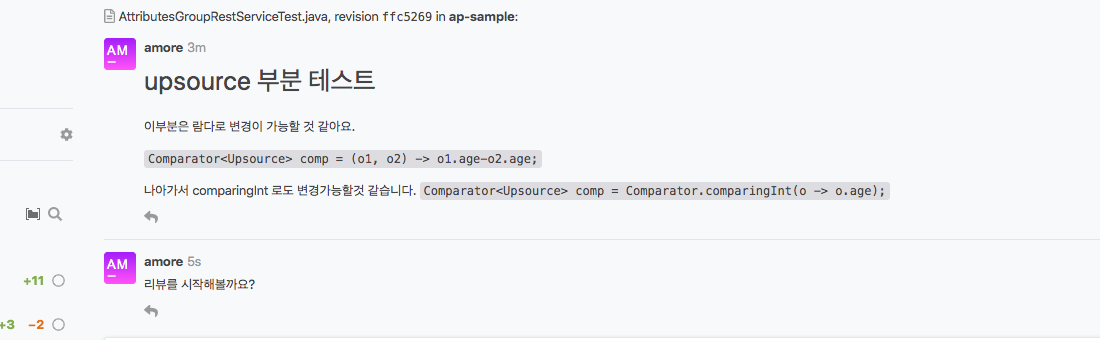 AttributesGroupRestServiceTest.java, revision ffc5269 in ap-sample:
AM
amore 3m
upsource 부분 테스트
이부분은 람다로 변경이 가능할 것 같아요.
Comparator<Upsource> comp = (o1, o2) -> o1.age-o2.age;
나아가서 comparingInt 로도 변경가능할것 같습니다. Comparator<Upsource> comp = Comparator.comparingInt(o -> o.age);
AM
amore 5s
리뷰를 시작해볼까요?
+11
+3 −2